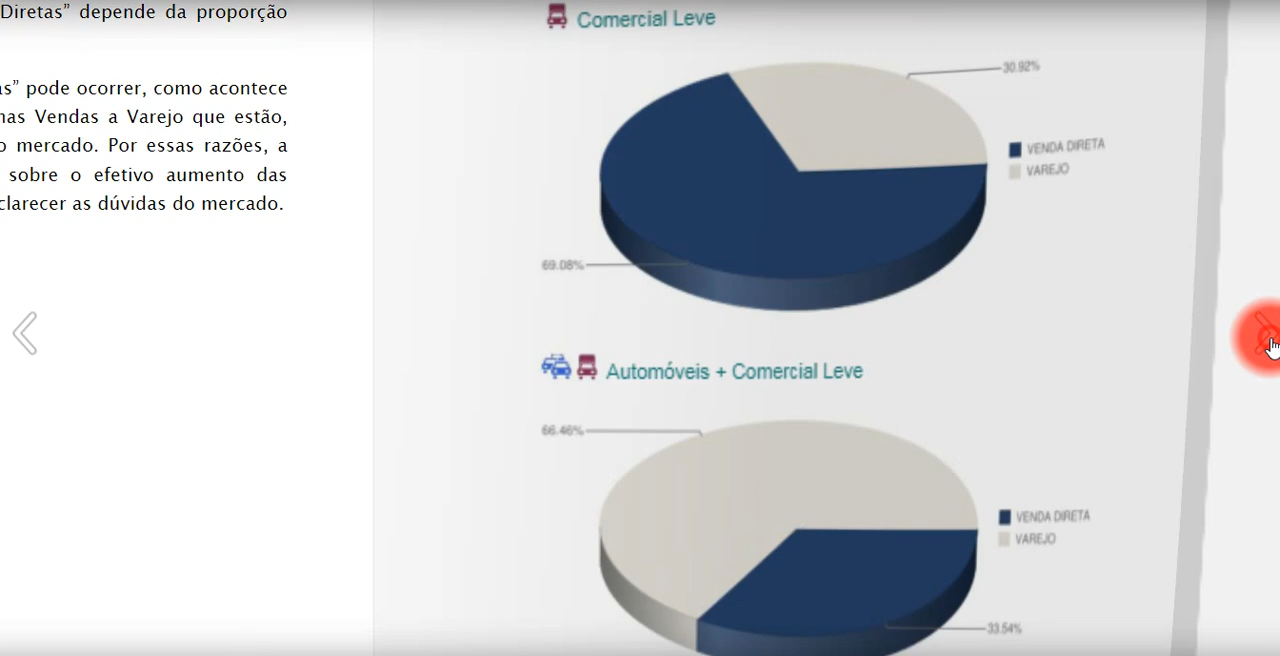 Diretas” depende da proporção
as” pode ocorrer, como acontece
nas Vendas a Varejo que estão,
o mercado. Por essas razões, a
sobre o efetivo aumento das
clarecer as dúvidas do mercado.
Comercial Leve
30.92%
VENDA DIRETA
VAREJO
69.08%
Automóveis + Comercial Leve
66.46%
VENDA DIRETA
VAREJO
33.54%